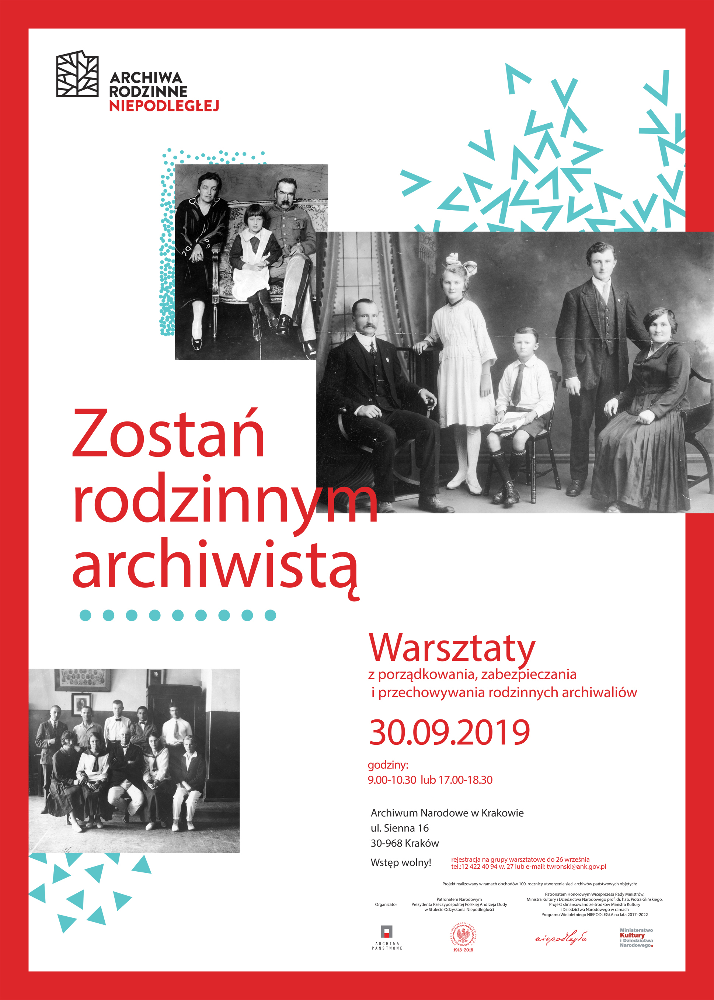 ARCHIWA
RODZINNE
NIEPODLEGŁEJ
Zostań
rodzinnym
archiwistą
Warsztaty
z porządkowania, zabezpieczania
i przechowywania rodzinnych archiwaliów
30.09.2019
godziny:
9.00-10.30 lub 17.00-18.30
Archiwum Narodowe w Krakowie
ul. Sienna 16
30-968 Kraków
Wstęp wolny!
rejestracja na grupy warsztatowe do 26 września
tel.:12 422 40 94 w. 27 lub e-mail: twronski@ank.gov.pl
Projekt realizowany w ramach obchodów 100. rocznicy utworzenia sieci archiwów państwowych objętych:
Organizator
Patronatem Narodowym
Prezydenta Rzeczypospolitej Polskiej Andrzeja Dudy
w Stulecie Odzyskania Niepodległości
Patronatem Honorowym Wiceprezesa Rady Ministrów,
Ministra Kultury i Dziedzictwa Narodowego prof. dr. hab. Piotra Glińskiego.
Projekt sfinansowano ze środków Ministra Kultury
i Dziedzictwa Narodowego w ramach
Programu Wieloletniego NIEPODLEGŁA na lata 2017–2022
ARCHIWA
PAŃSTWOWE
STULECIE ODZYSKANIA NIEPODLEGŁOŚCI
1918·2018
niepodległa
Ministerstwo
Kultury
i Dziedzictwa
Narodowego.
55